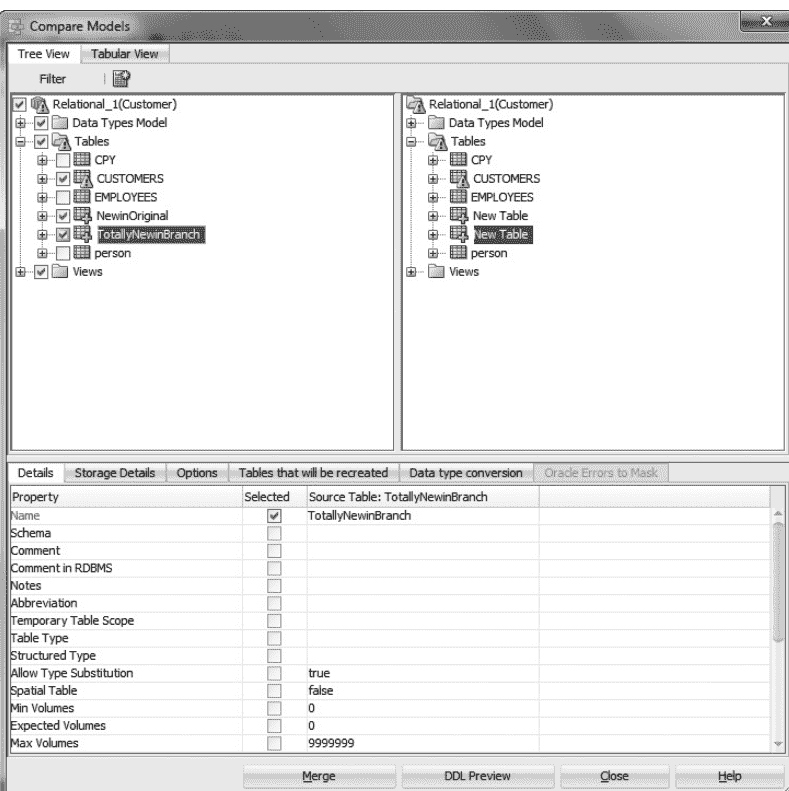 Compare Models
Tree View Tabular View
Filter
Relational_1(Customer)
Data Types Model
Tables
CPY
CUSTOMERS
EMPLOYEES
NewinOriginal
TotallyNewinBranch
person
Views
Relational_1(Customer)
Data Types Model
Tables
CPY
CUSTOMERS
EMPLOYEES
New Table
New Table
person
Views
Details Storage Details Options Tables that will be recreated Data type conversion Oracle Errors to Mask
Property Selected Source Table: TotallyNewinBranch
Name TotallyNewinBranch
Schema
Comment
Comment in RDBMS
Notes
Abbreviation
Temporary Table Scope
Table Type
Structured Type
Allow Type Substitution true
Spatial Table false
Min Volumes 0
Expected Volumes 0
Max Volumes 9999999
Merge DDL Preview Close Help